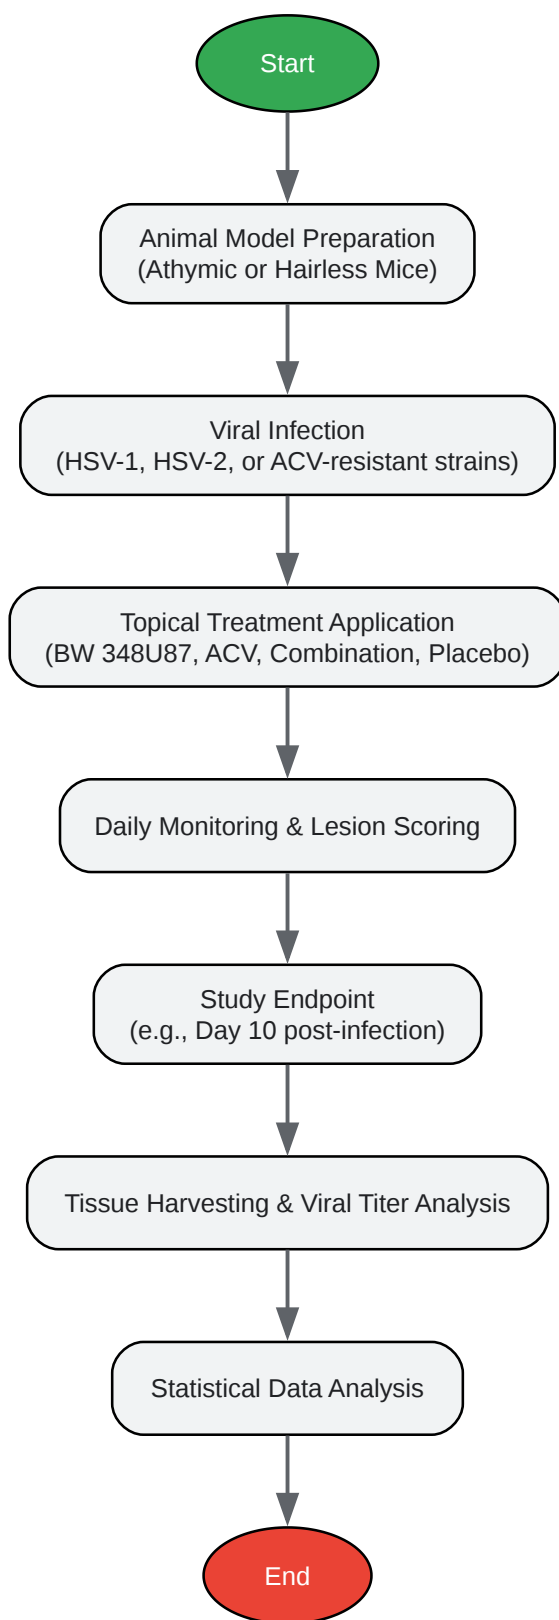 Start
Animal Model Preparation
(Athymic or Hairless Mice)
Viral Infection
(HSV-1, HSV-2, or ACV-resistant strains)
Topical Treatment Application
(BW 348U87, ACV, Combination, Placebo)
Daily Monitoring & Lesion Scoring
Study Endpoint
(e.g., Day 10 post-infection)
Tissue Harvesting & Viral Titer Analysis
Statistical Data Analysis
End